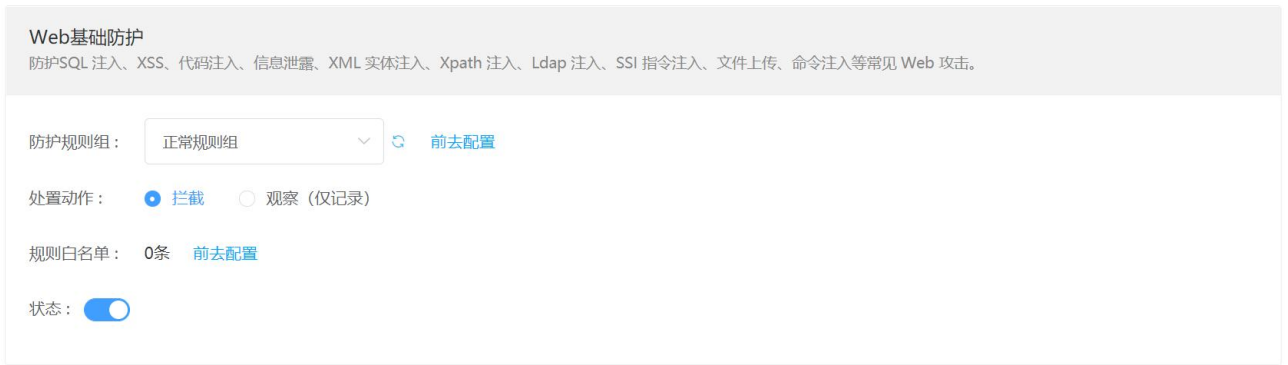 Web基础防护
防护SQL 注入、XSS、代码注入、信息泄露、XML 实体注入、Xpath 注入、Ldap 注入、SSI 指令注入、文件上传、命令注入等常见 Web 攻击。
防护规则组： 正常规则组 前去配置
处置动作： 拦截 观察（仅记录）
规则白名单： 0条 前去配置
状态：